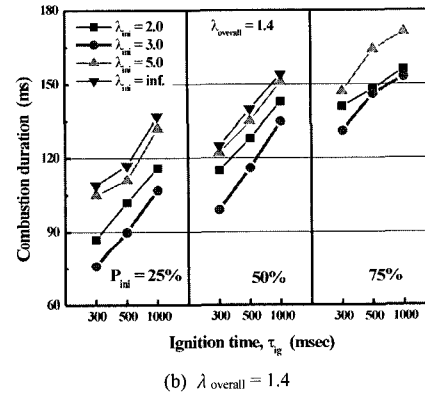 180
150
120
90
60
Combustion duration (ms)
λini =2.0
λini =3.0
λini =5.0
λini =inf.
λoverall =1.4
Pini =25%
50%
75%
300 500 1000 300 500 1000 300 500 1000
Ignition time, τig (msec)
(b) λ overall = 1.4